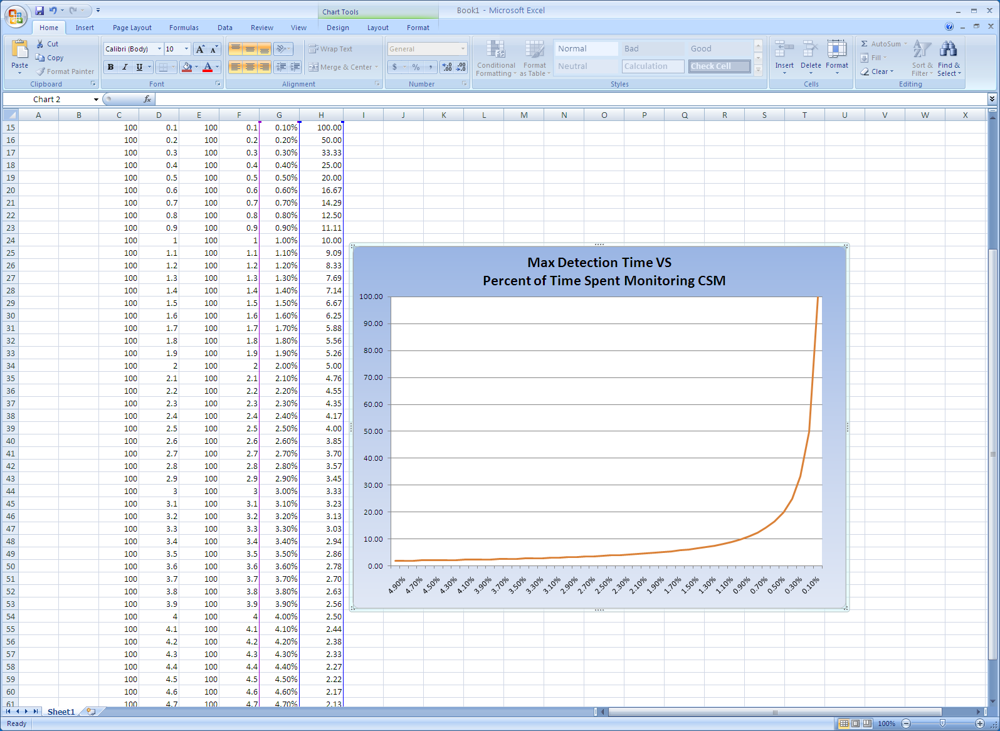 Chart Tools
Book1 - Microsoft Excel
Home Insert Page Layout Formulas Data Review View Design Layout Format
Paste
Cut
Copy
Format Painter
Clipboard
Calibri (Body) 10
B I U
Font
Wrap Text
Merge & Center
Alignment
General
$ % ,
Number
Conditional Formatting
Format as Table
Normal Bad Good
Neutral Calculation Check Cell
Styles
Insert Delete Format
Cells
Σ AutoSum
Fill
Clear
Sort & Filter
Find & Select
Editing
Chart 2 fx
A B C D E F G H I J K L M N O P Q R S T U V W X
15 100 0.1 100 0.1 0.10% 100.00
16 100 0.2 100 0.2 0.20% 50.00
17 100 0.3 100 0.3 0.30% 33.33
18 100 0.4 100 0.4 0.40% 25.00
19 100 0.5 100 0.5 0.50% 20.00
20 100 0.6 100 0.6 0.60% 16.67
21 100 0.7 100 0.7 0.70% 14.29
22 100 0.8 100 0.8 0.80% 12.50
23 100 0.9 100 0.9 0.90% 11.11
24 100 1 100 1 1.00% 10.00
25 100 1.1 100 1.1 1.10% 9.09
26 100 1.2 100 1.2 1.20% 8.33
27 100 1.3 100 1.3 1.30% 7.69
28 100 1.4 100 1.4 1.40% 7.14
29 100 1.5 100 1.5 1.50% 6.67
30 100 1.6 100 1.6 1.60% 6.25
31 100 1.7 100 1.7 1.70% 5.88
32 100 1.8 100 1.8 1.80% 5.56
33 100 1.9 100 1.9 1.90% 5.26
34 100 2 100 2 2.00% 5.00
35 100 2.1 100 2.1 2.10% 4.76
36 100 2.2 100 2.2 2.20% 4.55
37 100 2.3 100 2.3 2.30% 4.35
38 100 2.4 100 2.4 2.40% 4.17
39 100 2.5 100 2.5 2.50% 4.00
40 100 2.6 100 2.6 2.60% 3.85
41 100 2.7 100 2.7 2.70% 3.70
42 100 2.8 100 2.8 2.80% 3.57
43 100 2.9 100 2.9 2.90% 3.45
44 100 3 100 3 3.00% 3.33
45 100 3.1 100 3.1 3.10% 3.23
46 100 3.2 100 3.2 3.20% 3.13
47 100 3.3 100 3.3 3.30% 3.03
48 100 3.4 100 3.4 3.40% 2.94
49 100 3.5 100 3.5 3.50% 2.86
50 100 3.6 100 3.6 3.60% 2.78
51 100 3.7 100 3.7 3.70% 2.70
52 100 3.8 100 3.8 3.80% 2.63
53 100 3.9 100 3.9 3.90% 2.56
54 100 4 100 4 4.00% 2.50
55 100 4.1 100 4.1 4.10% 2.44
56 100 4.2 100 4.2 4.20% 2.38
57 100 4.3 100 4.3 4.30% 2.33
58 100 4.4 100 4.4 4.40% 2.27
59 100 4.5 100 4.5 4.50% 2.22
60 100 4.6 100 4.6 4.60% 2.17
61 100 4.7 100 4.7 4.70% 2.13
Max Detection Time VS
Percent of Time Spent Monitoring CSM
100.00
90.00
80.00
70.00
60.00
50.00
40.00
30.00
20.00
10.00
0.00
4.90% 4.70% 4.50% 4.30% 4.10% 3.90% 3.70% 3.50% 3.30% 3.10% 2.90% 2.70% 2.50% 2.30% 2.10% 1.90% 1.70% 1.50% 1.30% 1.10% 0.90% 0.70% 0.50% 0.30% 0.10%
Sheet1
Ready 100%